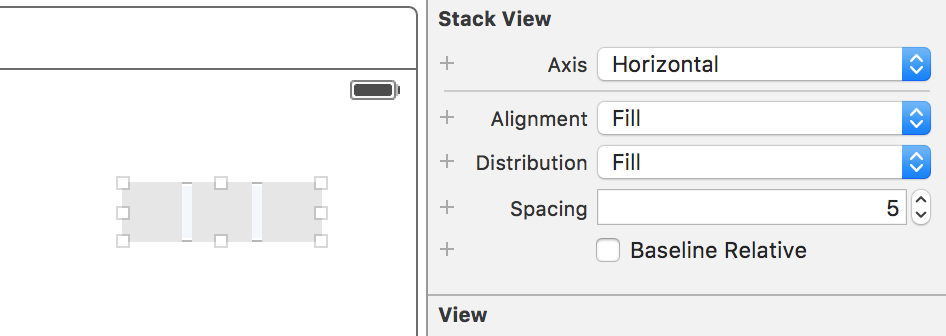 Stack View
Axis Horizontal
Alignment Fill
Distribution Fill
Spacing 5
Baseline Relative
View